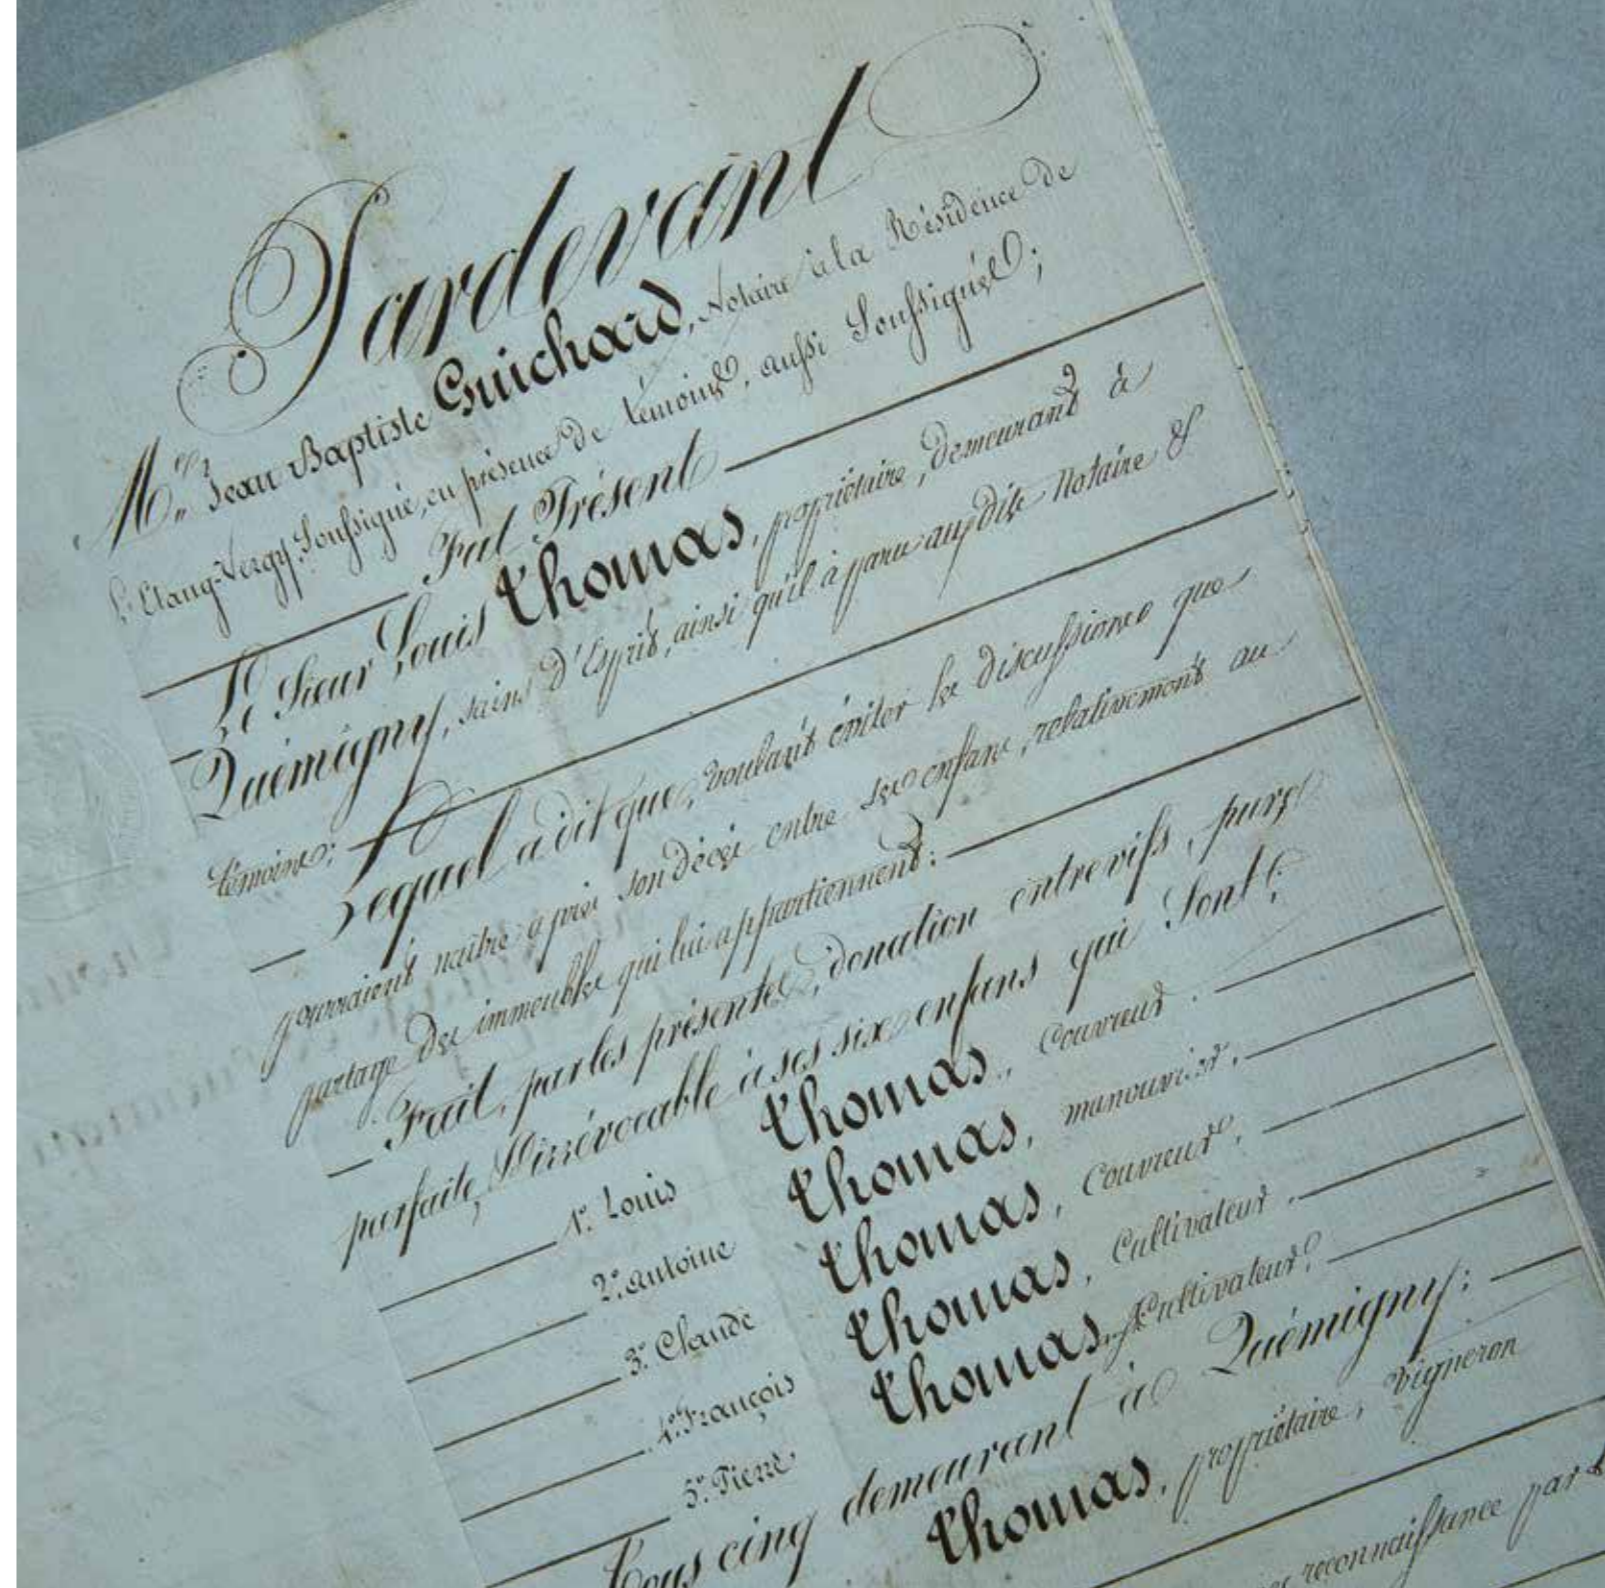 Pardevant
Me. Jean Baptiste Guichard, Notaire à la Résidence de
L'Etang-Vergy, Soussigné, en présence de témoins, aussi Soussignés;
Fut Présent
Le Sieur Louis Thomas, propriétaire, demeurant à
Quémigny, sains d'Esprit, ainsi qu'il à paru auxdits Notaire &
témoins;
Lequel a dit que, voulant éviter les discussions que
pourraient naître après son décès entre ses enfans, relativement au
partage des immeubles qui lui appartiennent:
Fait, par les présentes, donation entre vifs, pure,
parfaite, & irrévocable à ses six enfans qui Sont:
1°. Louis Thomas, Couvreur.
2°. Antoine Thomas, manouvrier,
3°. Claude Thomas, Couvreur,
4°. François Thomas, Cultivateur.
5°. Pierre Thomas, Cultivateur.
Tous cinq demeurant à Quémigny;
Thomas, propriétaire, vigneron
reconnaissance par